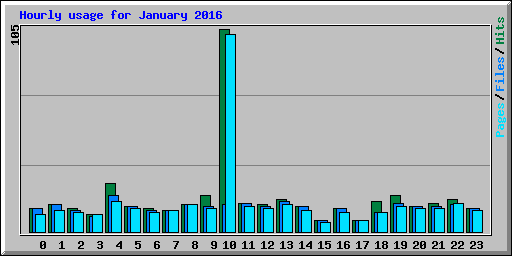 Hourly usage for January 2016
105
Pages/Files/Hits
0 1 2 3 4 5 6 7 8 9 10 11 12 13 14 15 16 17 18 19 20 21 22 23